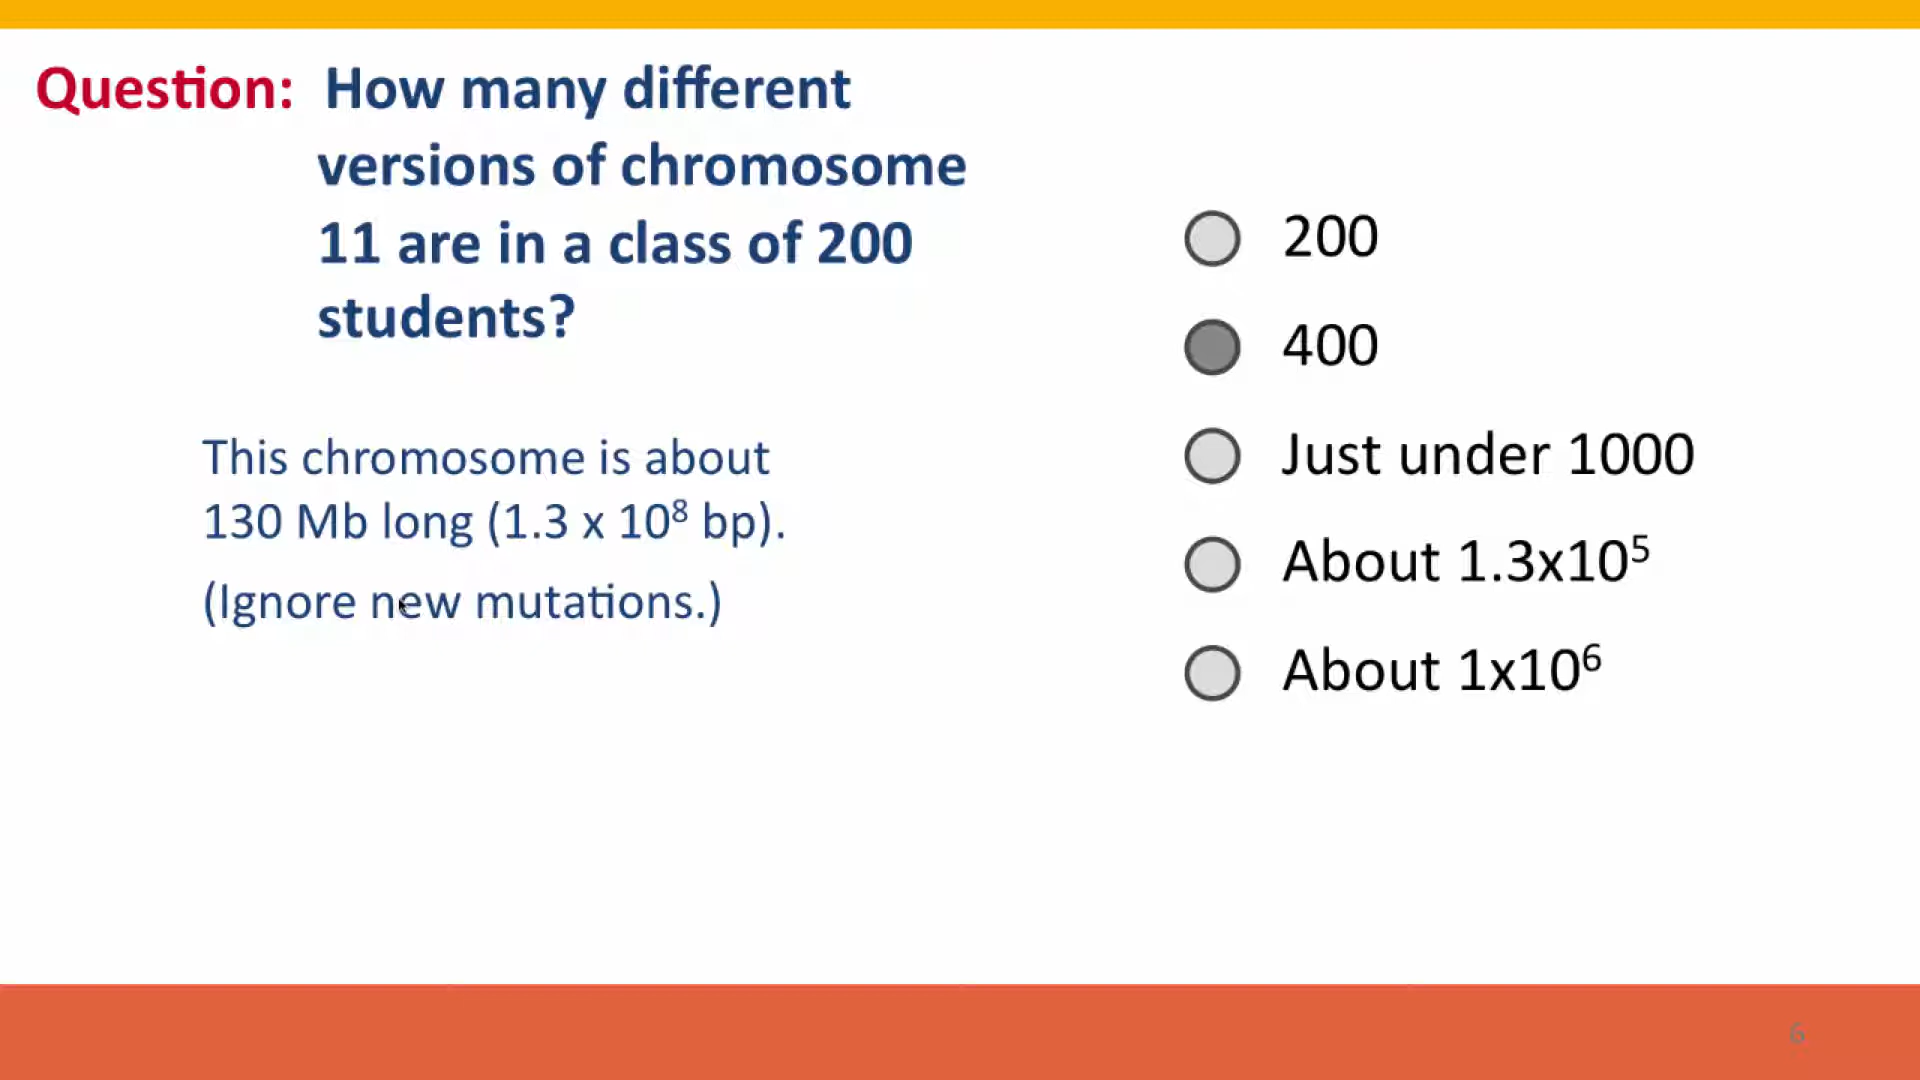 Question: How many different
versions of chromosome
11 are in a class of 200
students?
This chromosome is about
130 Mb long (1.3 x 10⁸ bp).
(Ignore new mutations.)
200
400
Just under 1000
About 1.3x10⁵
About 1x10⁶
6